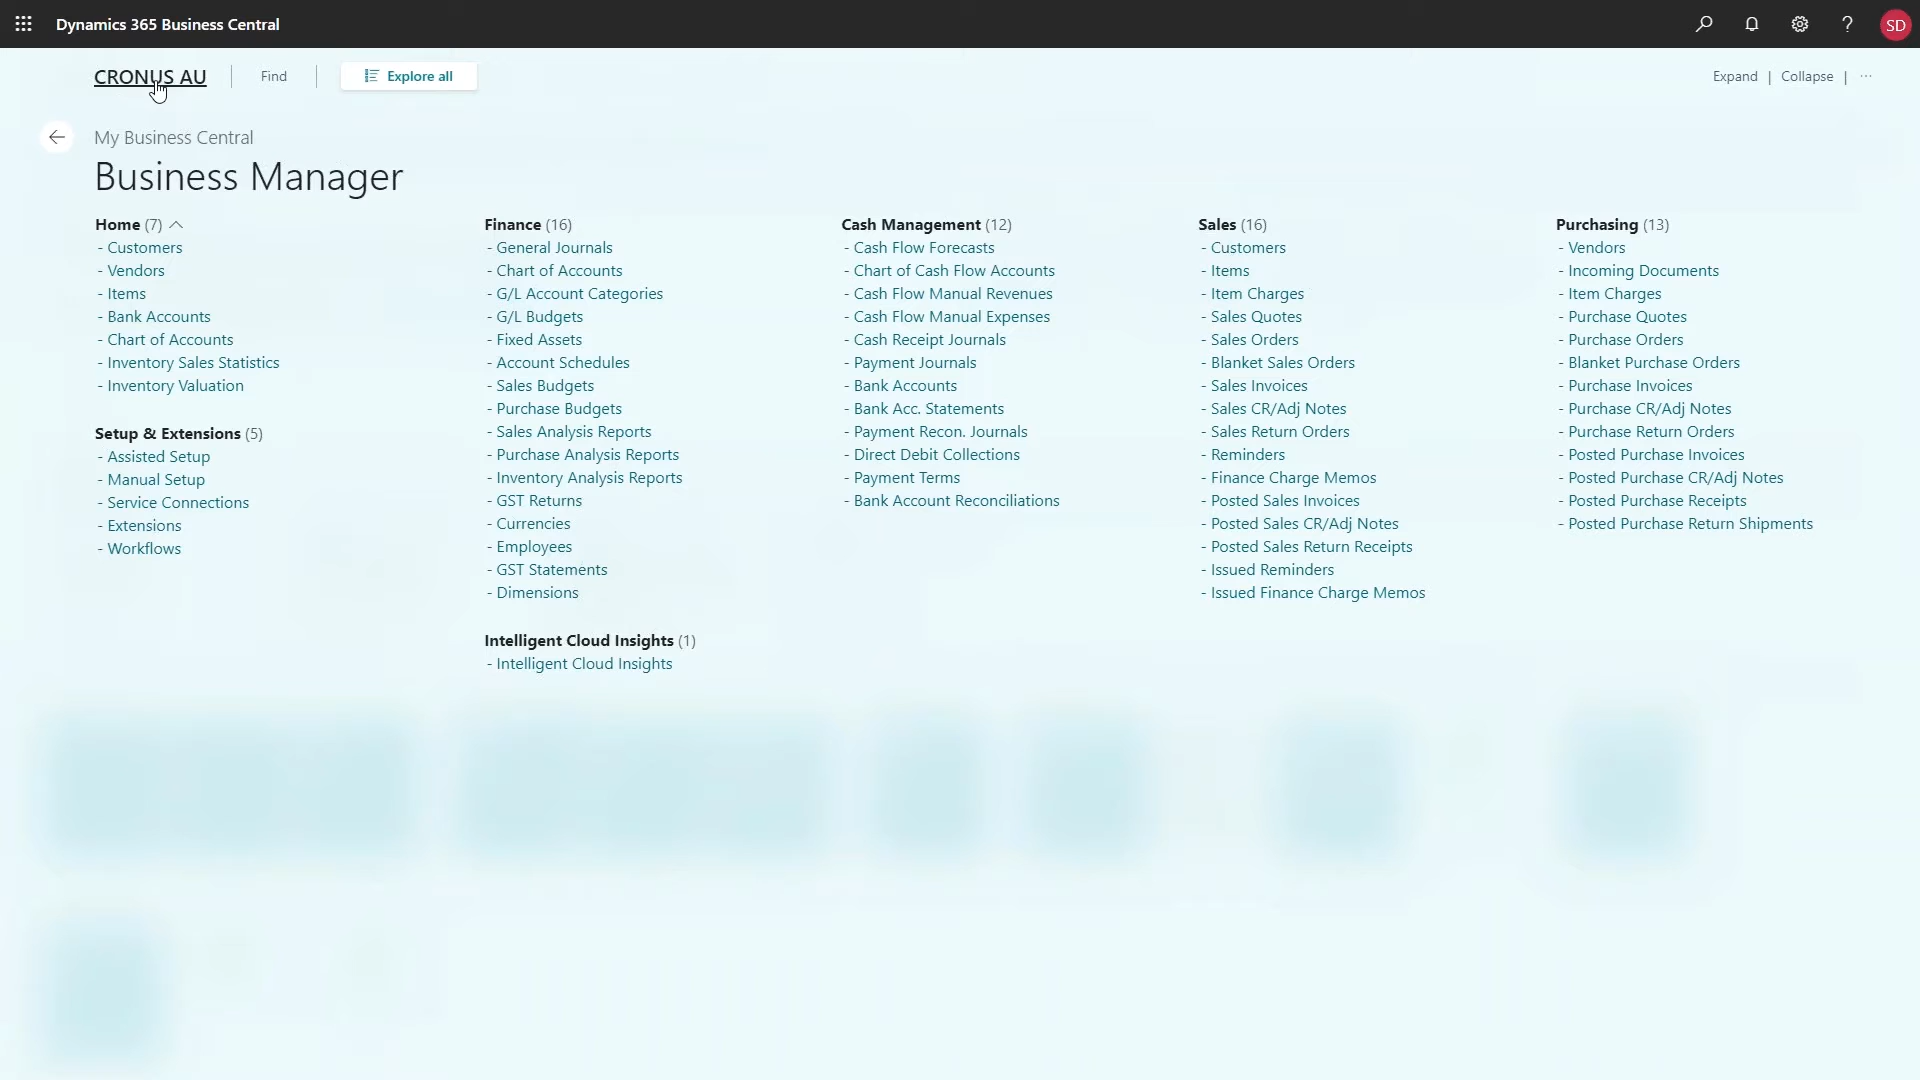 Dynamics 365 Business Central
?
SD
CRONUS AU
Find
Explore all
Expand | Collapse | ...
My Business Central
Business Manager
Home (7)
- Customers
- Vendors
- Items
- Bank Accounts
- Chart of Accounts
- Inventory Sales Statistics
- Inventory Valuation
Setup & Extensions (5)
- Assisted Setup
- Manual Setup
- Service Connections
- Extensions
- Workflows
Finance (16)
- General Journals
- Chart of Accounts
- G/L Account Categories
- G/L Budgets
- Fixed Assets
- Account Schedules
- Sales Budgets
- Purchase Budgets
- Sales Analysis Reports
- Purchase Analysis Reports
- Inventory Analysis Reports
- GST Returns
- Currencies
- Employees
- GST Statements
- Dimensions
Intelligent Cloud Insights (1)
- Intelligent Cloud Insights
Cash Management (12)
- Cash Flow Forecasts
- Chart of Cash Flow Accounts
- Cash Flow Manual Revenues
- Cash Flow Manual Expenses
- Cash Receipt Journals
- Payment Journals
- Bank Accounts
- Bank Acc. Statements
- Payment Recon. Journals
- Direct Debit Collections
- Payment Terms
- Bank Account Reconciliations
Sales (16)
- Customers
- Items
- Item Charges
- Sales Quotes
- Sales Orders
- Blanket Sales Orders
- Sales Invoices
- Sales CR/Adj Notes
- Sales Return Orders
- Reminders
- Finance Charge Memos
- Posted Sales Invoices
- Posted Sales CR/Adj Notes
- Posted Sales Return Receipts
- Issued Reminders
- Issued Finance Charge Memos
Purchasing (13)
- Vendors
- Incoming Documents
- Item Charges
- Purchase Quotes
- Purchase Orders
- Blanket Purchase Orders
- Purchase Invoices
- Purchase CR/Adj Notes
- Purchase Return Orders
- Posted Purchase Invoices
- Posted Purchase CR/Adj Notes
- Posted Purchase Receipts
- Posted Purchase Return Shipments